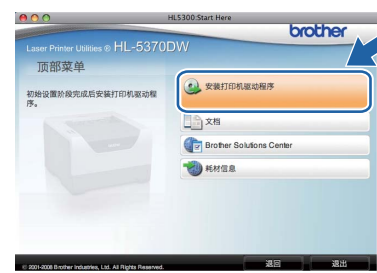 HL5300:Start Here
brother
Laser Printer Utilities ® HL-5370DW
顶部菜单
初始设置阶段完成后安装打印机驱动程
序。
安装打印机驱动程序
文档
Brother Solutions Center
耗材信息
© 2001-2008 Brother Industries, Ltd. All Rights Reserved.
退回
退出